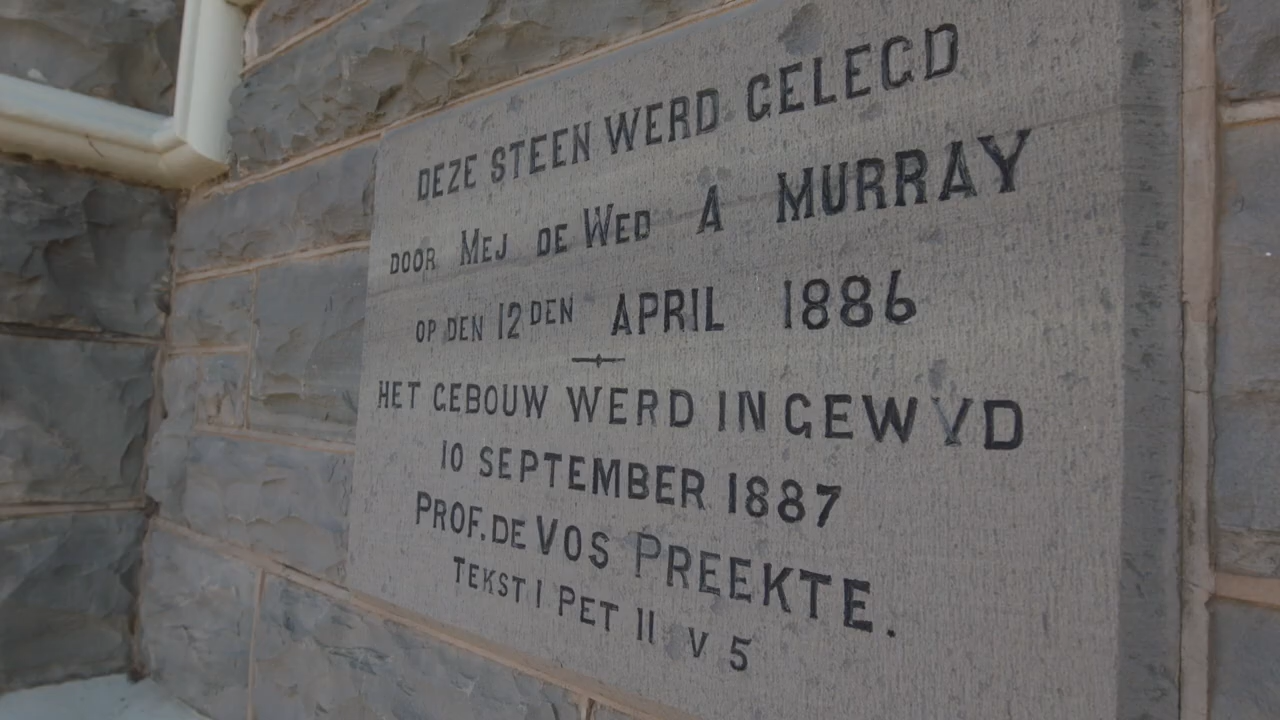 DEZE STEEN WERD GELEGD
DOOR MEJ DE WED A MURRAY
OP DEN 12DEN APRIL 1886
HET GEBOUW WERD INGEWYD
10 SEPTEMBER 1887
PROF. DE VOS PREEKTE.
TEKST I PET II V 5